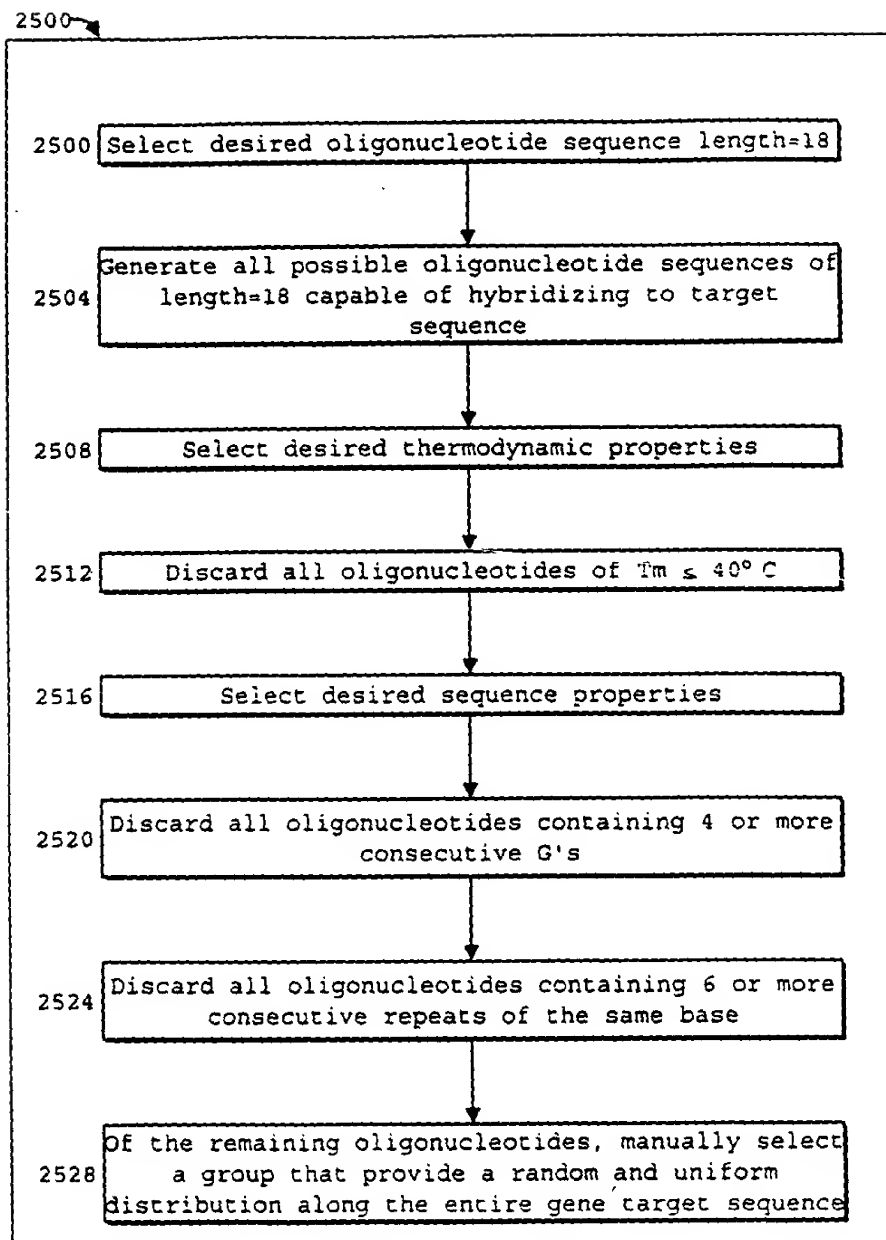 2500
2500 Select desired oligonucleotide sequence length=18
Generate all possible oligonucleotide sequences of
2504 length=18 capable of hybridizing to target
sequence
2508 Select desired thermodynamic properties
2512 Discard all oligonucleotides of Tm ≤ 40° C
2516 Select desired sequence properties
2520 Discard all oligonucleotides containing 4 or more
consecutive G's
2524 Discard all oligonucleotides containing 6 or more
consecutive repeats of the same base
Of the remaining oligonucleotides, manually select
2528 a group that provide a random and uniform
distribution along the entire gene target sequence